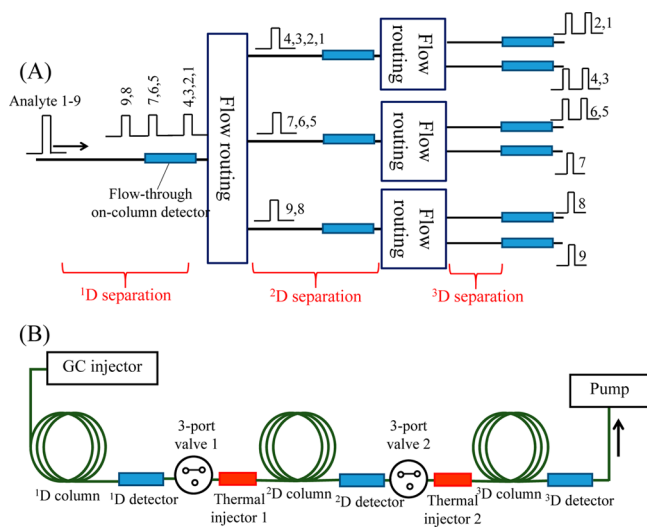 (A)
Analyte 1-9
9,8
7,6,5
4,3,2,1
Flow-through
on-column detector
Flow routing
4,3,2,1
7,6,5
9,8
Flow
routing
Flow
routing
Flow
routing
2,1
4,3
6,5
7
8
9
¹D separation
²D separation
³D separation
(B)
GC injector
Pump
3-port
valve 1
3-port
valve 2
¹D column
¹D detector
Thermal
injector 1
²D column
²D detector
Thermal
injector 2
³D column
³D detector